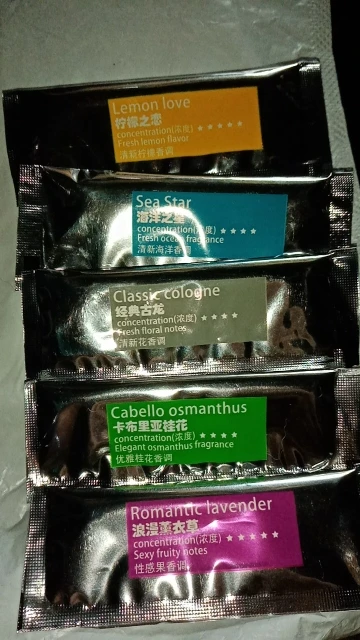 Lemon love
柠檬之恋
concentration(浓度) ★★★★★
Fresh lemon flavor
清新柠檬香调
Sea Star
海洋之星
concentration(浓度) ★★★★
Fresh ocean fragrance
清新海洋香调
Classic cologne
经典古龙
concentration(浓度) ★★★★
Fresh floral notes
清新花香调
Cabello osmanthus
卡布里亚桂花
concentration(浓度) ★★★★
Elegant osmanthus fragrance
优雅桂花香调
Romantic lavender
浪漫薰衣草
concentration(浓度) ★★★★★
Sexy fruity notes
性感果香调